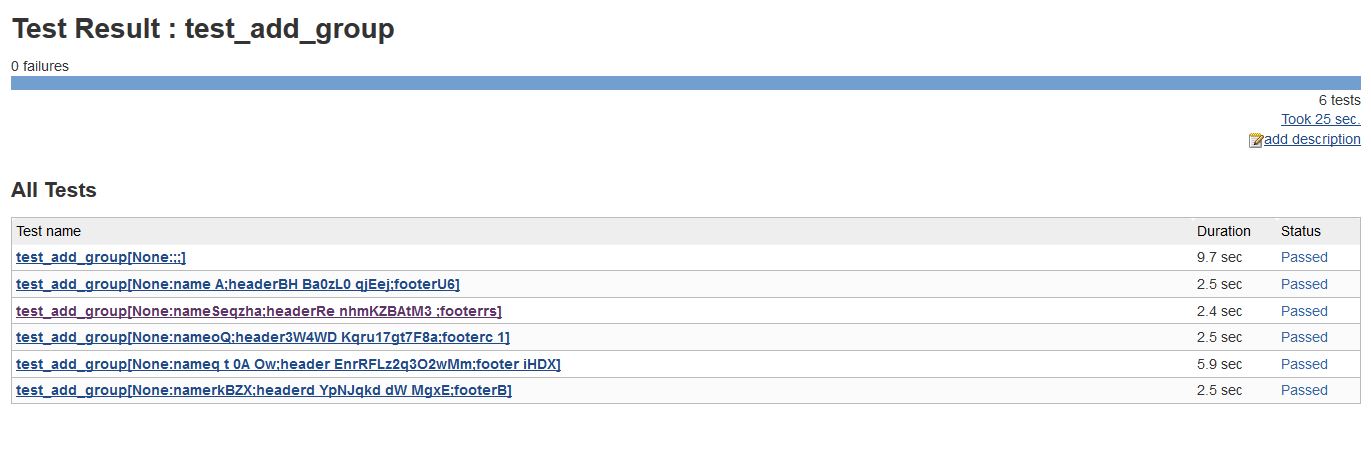 Test Result : test_add_group
0 failures
6 tests
Took 25 sec.
add description
All Tests
Test name Duration Status
test_add_group[None:;;] 9.7 sec Passed
test_add_group[None:name A;headerBH Ba0zL0 qjEej;footerU6] 2.5 sec Passed
test_add_group[None:nameSeqzha;headerRe nhmKZBAtM3 ;footerrs] 2.4 sec Passed
test_add_group[None:nameoQ;header3W4WD Kqru17gt7F8a;footerc 1] 2.5 sec Passed
test_add_group[None:nameq t 0A Ow;header EnrRFLz2q3O2wMm;footer iHDX] 5.9 sec Passed
test_add_group[None:namerkBZX;headerd YpNJqkd dW MgxE;footerB] 2.5 sec Passed